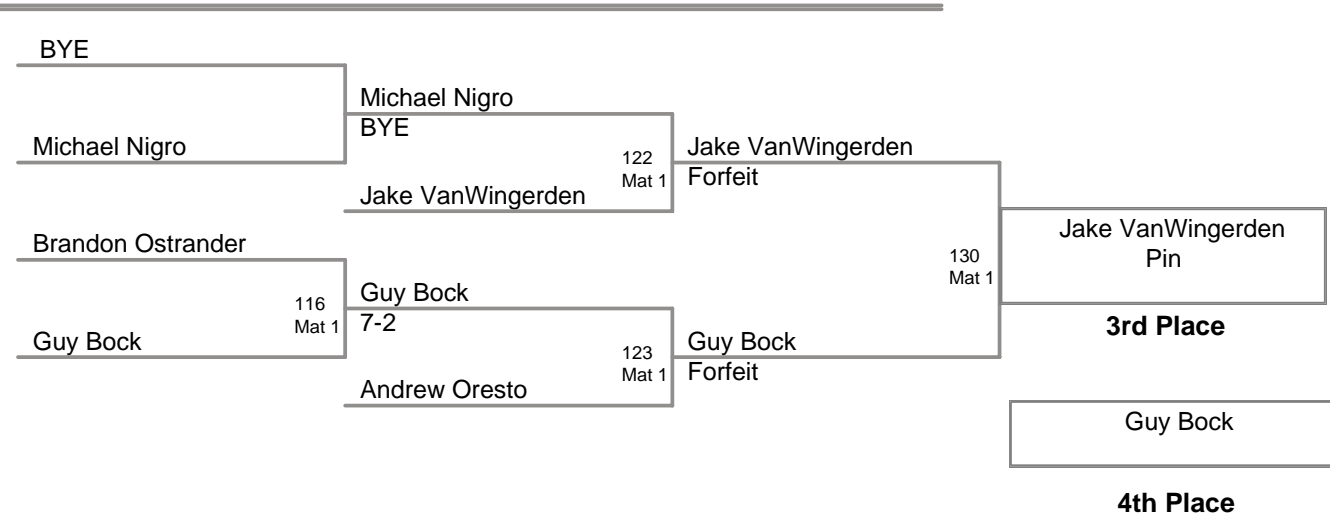 BYE
Michael Nigro
Michael Nigro
BYE
122
Mat 1
Jake VanWingerden
Jake VanWingerden
Forfeit
Brandon Ostrander
Guy Bock
116
Mat 1
Guy Bock
7-2
123
Mat 1
Andrew Oresto
Guy Bock
Forfeit
130
Mat 1
Jake VanWingerden
Pin
3rd Place
Guy Bock
4th Place